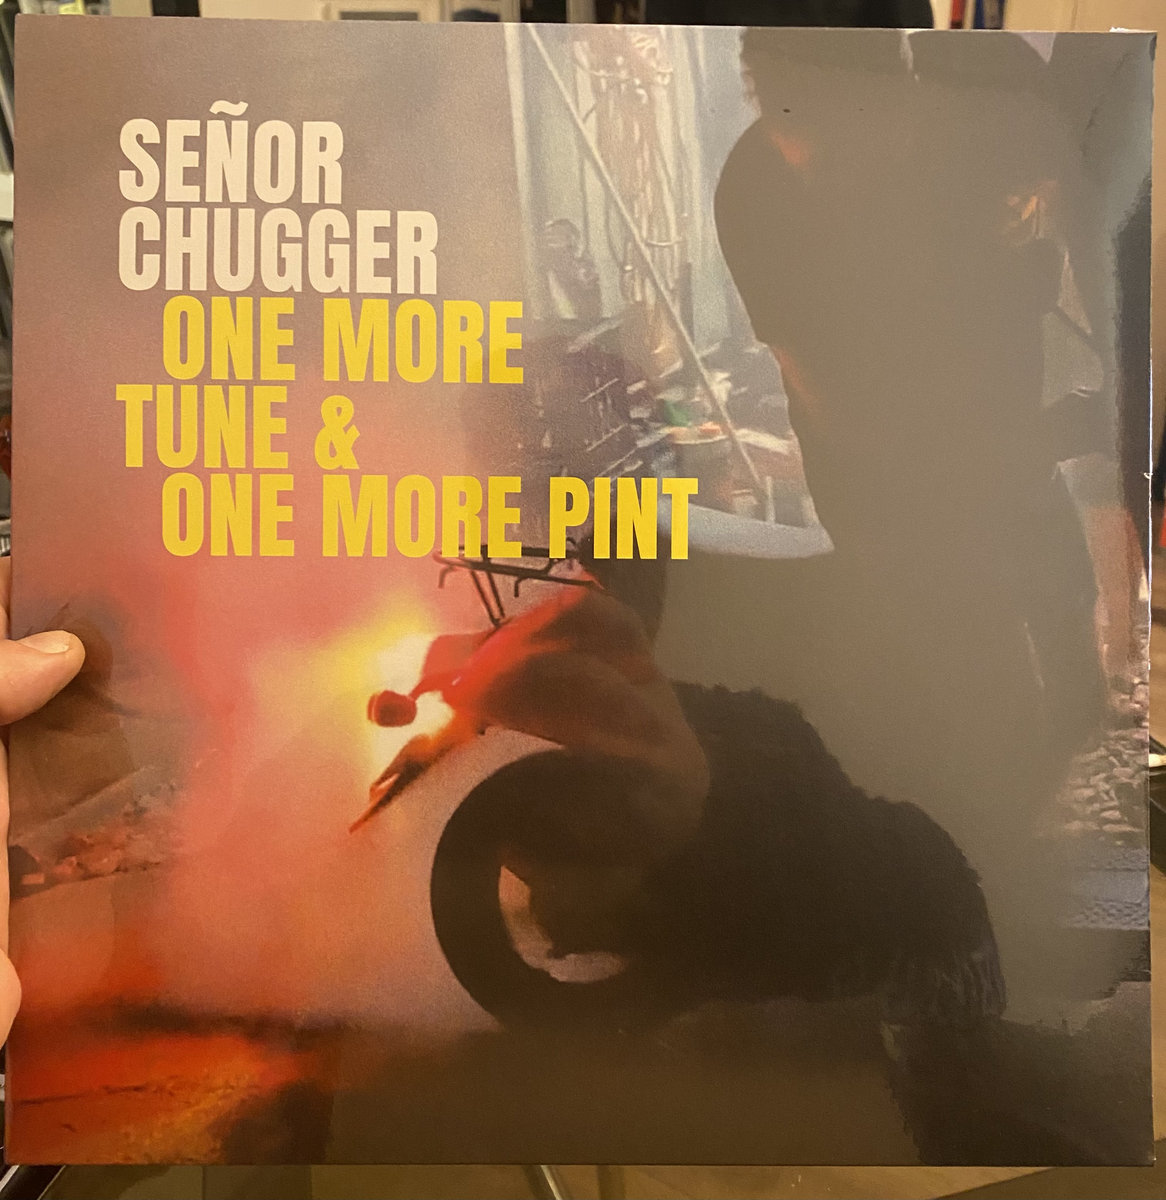 SEÑOR
CHUGGER
ONE MORE
TUNE &
ONE MORE PINT